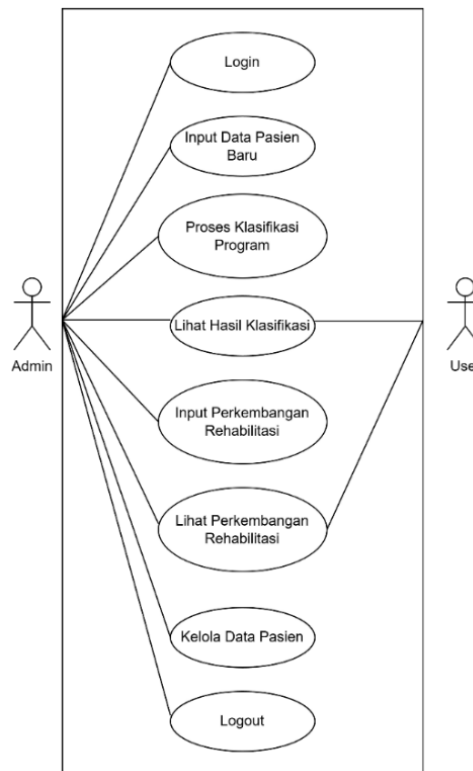 Login
Input Data Pasien
Baru
Proses Klasifikasi
Program
Lihat Hasil Klasifikasi
Admin
Use
Input Perkembangan
Rehabilitasi
Lihat Perkembangan
Rehabilitasi
Kelola Data Pasien
Logout